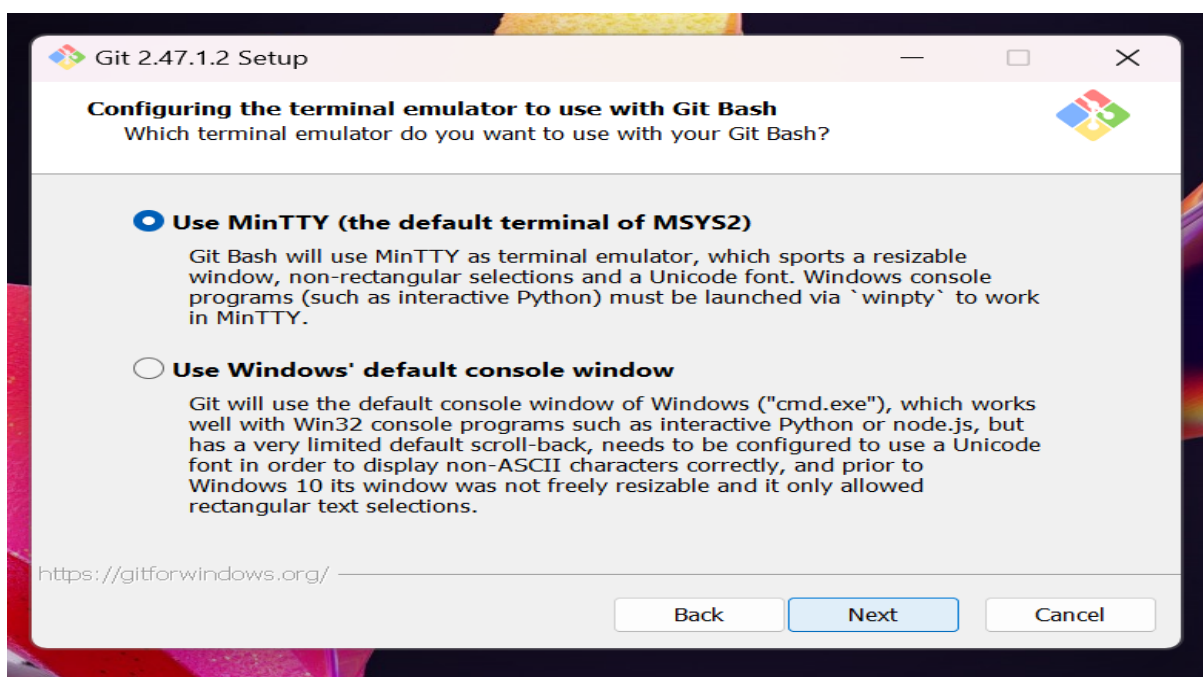 Git 2.47.1.2 Setup
Configuring the terminal emulator to use with Git Bash
Which terminal emulator do you want to use with your Git Bash?
Use MinTTY (the default terminal of MSYS2)
Git Bash will use MinTTY as terminal emulator, which sports a resizable
window, non-rectangular selections and a Unicode font. Windows console
programs (such as interactive Python) must be launched via `winpty` to work
in MinTTY.
Use Windows' default console window
Git will use the default console window of Windows ("cmd.exe"), which works
well with Win32 console programs such as interactive Python or node.js, but
has a very limited default scroll-back, needs to be configured to use a Unicode
font in order to display non-ASCII characters correctly, and prior to
Windows 10 its window was not freely resizable and it only allowed
rectangular text selections.
https://gitforwindows.org/
Back Next Cancel